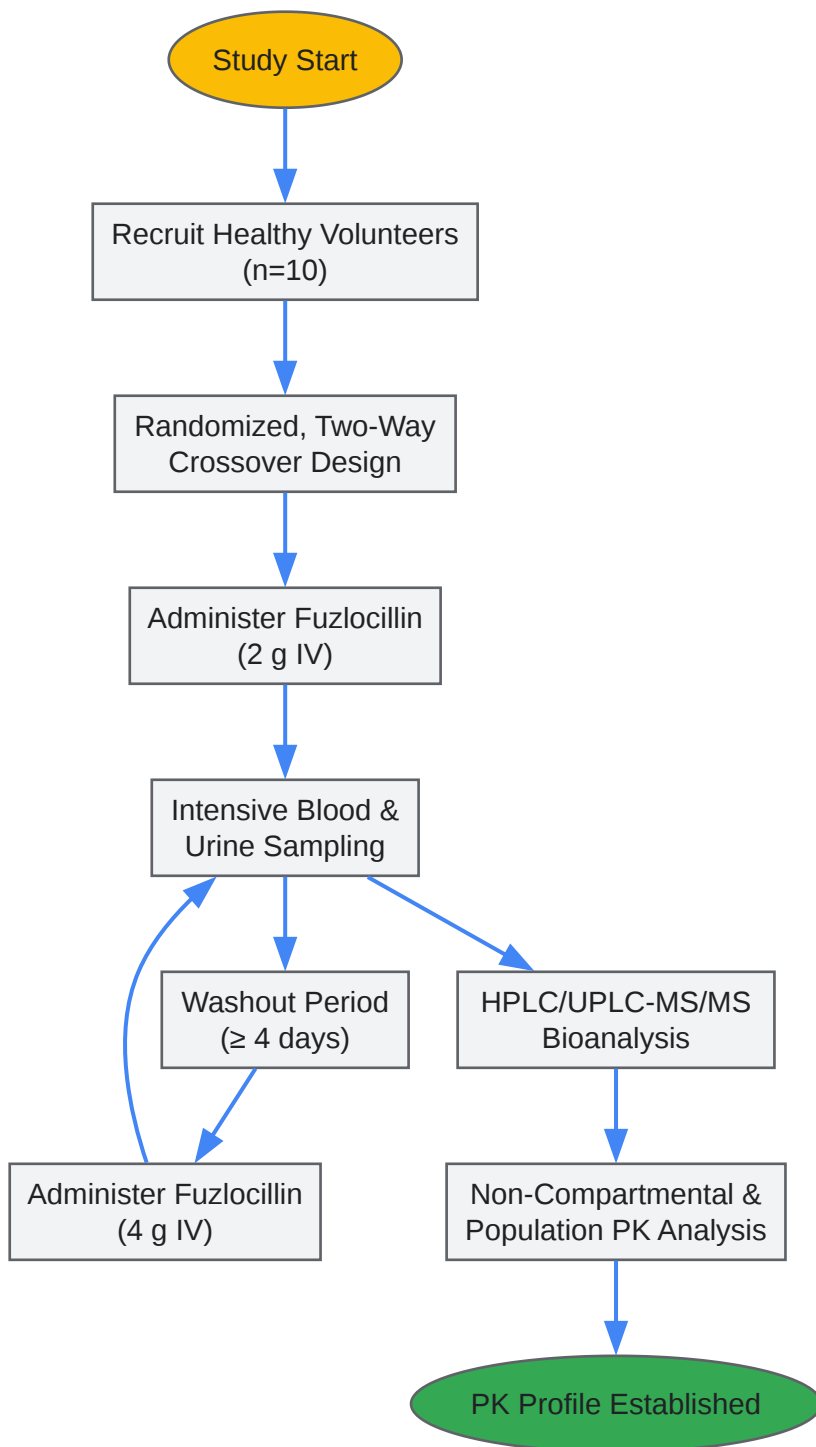 Study Start
Recruit Healthy Volunteers
(n=10)
Randomized, Two-Way
Crossover Design
Administer Fuzlocillin
(2 g IV)
Intensive Blood &
Urine Sampling
Washout Period
(≥ 4 days)
HPLC/UPLC-MS/MS
Bioanalysis
Administer Fuzlocillin
(4 g IV)
Non-Compartmental &
Population PK Analysis
PK Profile Established